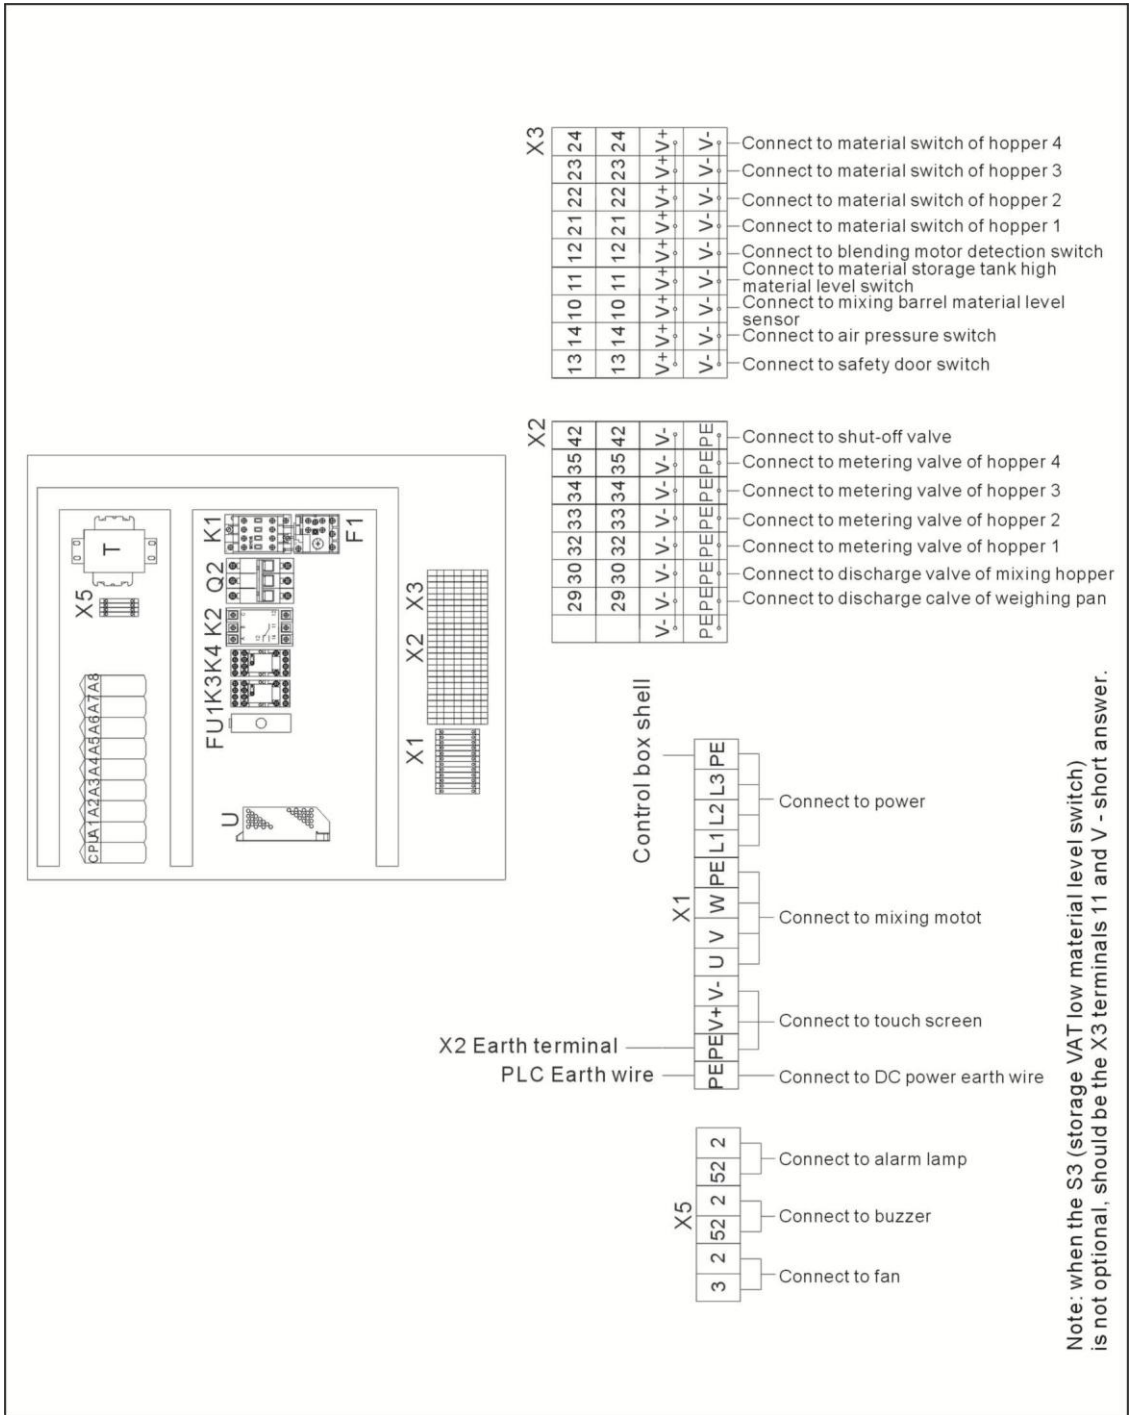 X3
24 24 V+ V- Connect to material switch of hopper 4
23 23 V+ V- Connect to material switch of hopper 3
22 22 V+ V- Connect to material switch of hopper 2
21 21 V+ V- Connect to material switch of hopper 1
12 12 V+ V- Connect to blending motor detection switch
11 11 V+ V- Connect to material storage tank high
material level switch
10 10 V+ V- Connect to mixing barrel material level
sensor
14 14 V+ V- Connect to air pressure switch
13 13 V+ V- Connect to safety door switch
X2
42 42 V- PE Connect to shut-off valve
35 35 V- PE Connect to metering valve of hopper 4
34 34 V- PE Connect to metering valve of hopper 3
33 33 V- PE Connect to metering valve of hopper 2
32 32 V- PE Connect to metering valve of hopper 1
30 30 V- PE Connect to discharge valve of mixing hopper
29 29 V- PE Connect to discharge calve of weighing pan
V- PE
T
X5
CPU A1 A2 A3 A4 A5 A6 A7 A8
K1
F1
Q2
K2
K4
K3
FU1
U
X3
X2
X1
Control box shell
X1
PE
L3
L2
L1
Connect to power
PE
W
V
U
Connect to mixing motot
V-
V+
PE
Connect to touch screen
X2 Earth terminal
PLC Earth wire
PE
Connect to DC power earth wire
X5
2
52
Connect to alarm lamp
2
52
Connect to buzzer
2
3
Connect to fan
Note: when the S3 (storage VAT low material level switch)
is not optional, should be the X3 terminals 11 and V - short answer.